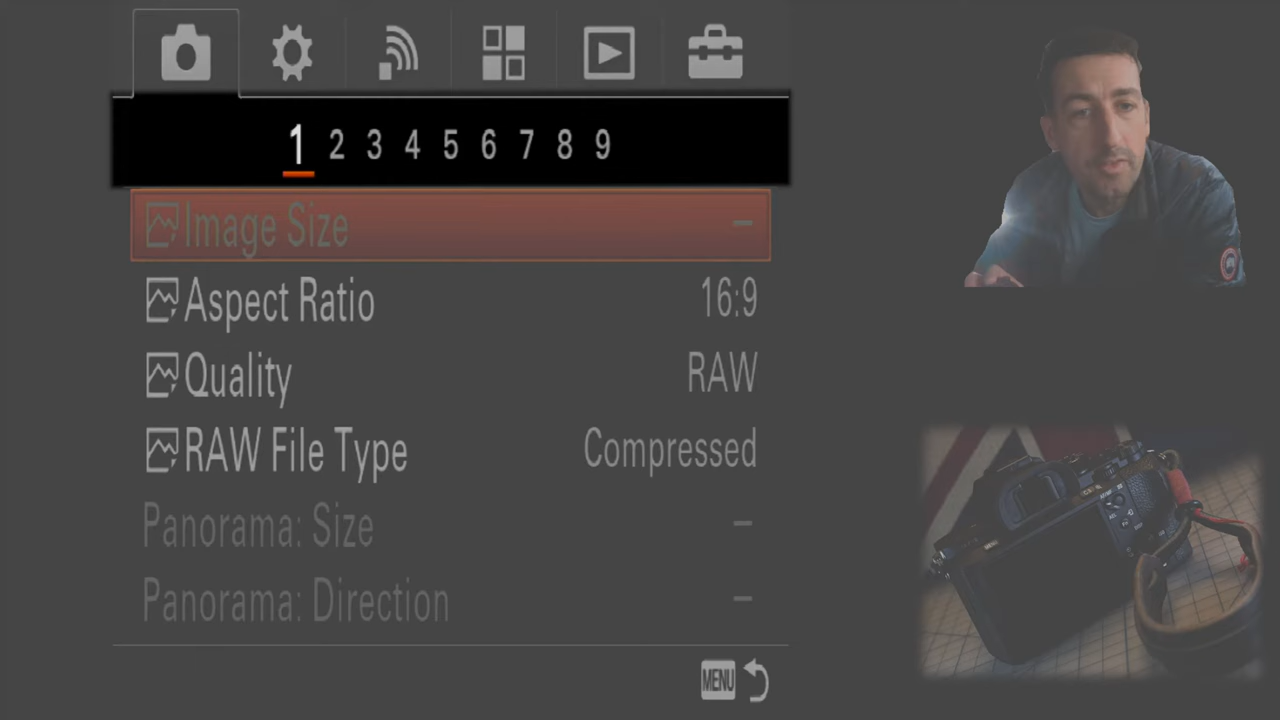 1 2 3 4 5 6 7 8 9
Image Size –
Aspect Ratio 16:9
Quality RAW
RAW File Type Compressed
Panorama: Size –
Panorama: Direction –
MENU